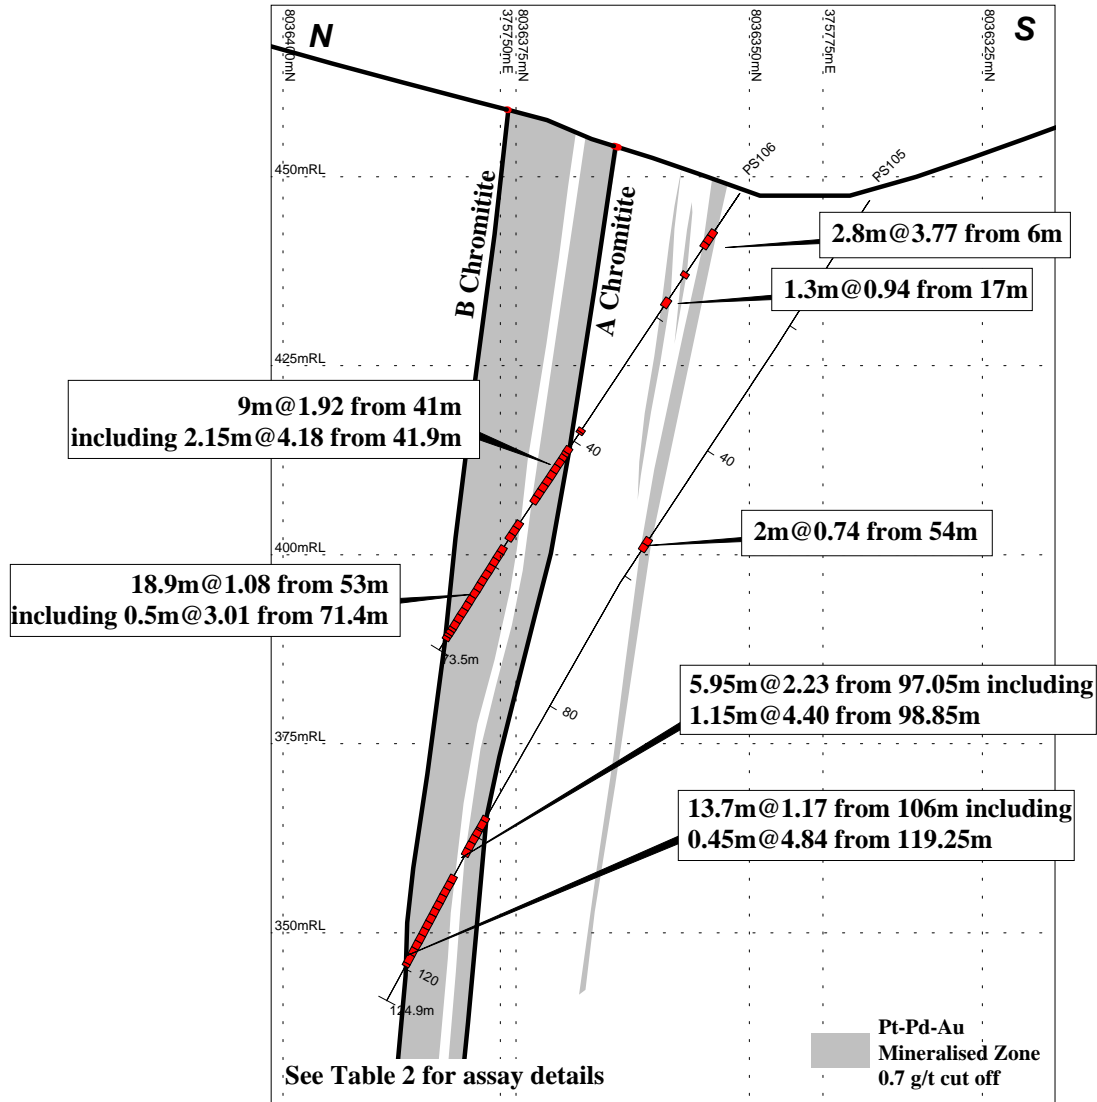 N
S
8036400mN
375750mE
8036375mN
8036350mN
375775mE
8036325mN
PS106
PS105
450mRL
B Chromitite
A Chromitite
2.8m@3.77 from 6m
1.3m@0.94 from 17m
425mRL
9m@1.92 from 41m
including 2.15m@4.18 from 41.9m
40
40
2m@0.74 from 54m
400mRL
18.9m@1.08 from 53m
including 0.5m@3.01 from 71.4m
73.5m
5.95m@2.23 from 97.05m including
1.15m@4.40 from 98.85m
80
375mRL
13.7m@1.17 from 106m including
0.45m@4.84 from 119.25m
350mRL
120
124.9m
Pt-Pd-Au
Mineralised Zone
0.7 g/t cut off
See Table 2 for assay details